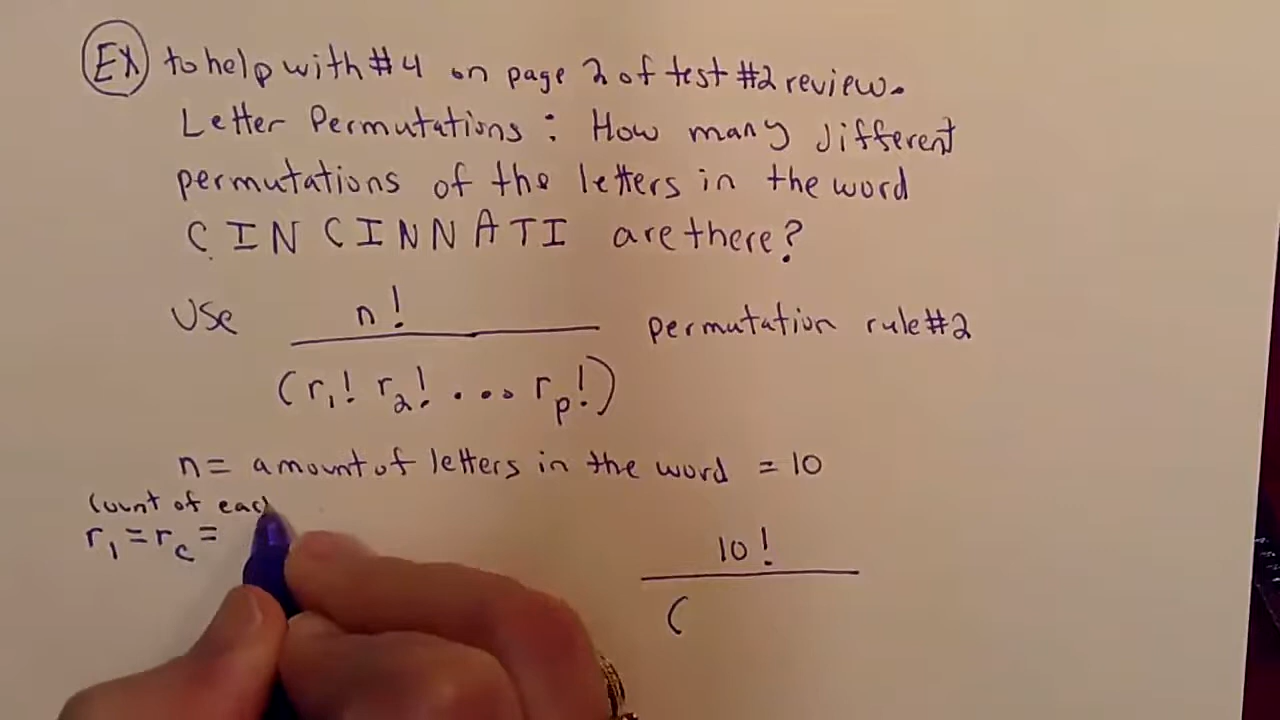 EX to help with #4 on page 2 of test #2 review.
Letter Permutations: How many different
permutations of the letters in the word
CINCINNATI are there?
Use n! permutation rule #2
(r₁! r₂! ... rₚ!)
n = amount of letters in the word = 10
Count of each
r₁ = r_c =
10!
(